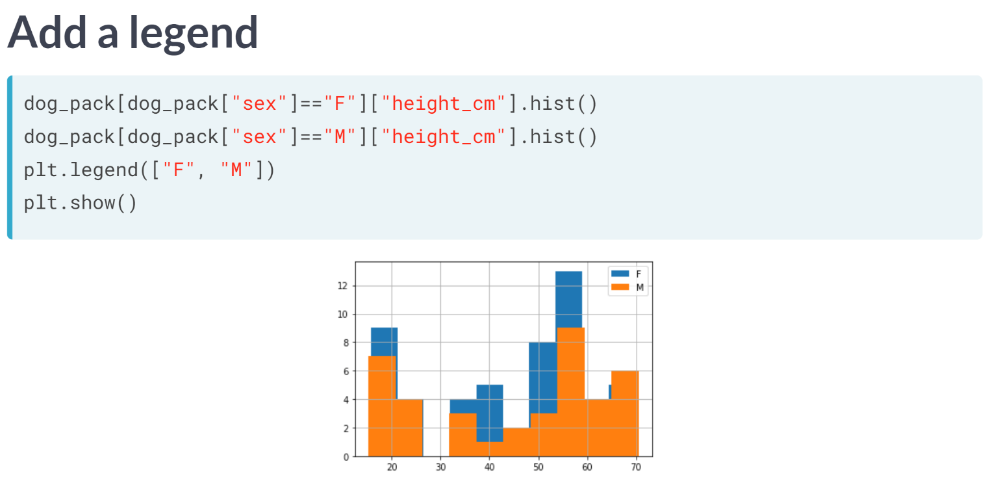 Add a legend
dog_pack[dog_pack["sex"]=="F"]["height_cm"].hist()
dog_pack[dog_pack["sex"]=="M"]["height_cm"].hist()
plt.legend(["F", "M"])
plt.show()
F
M
12
10
8
6
4
2
0
20 30 40 50 60 70